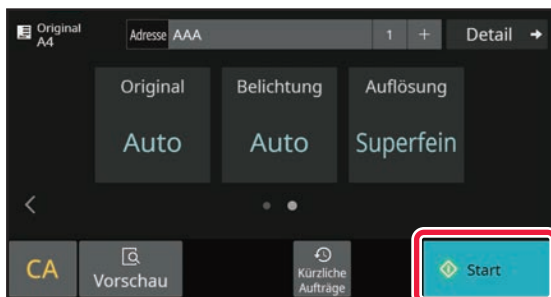 Original
A4
Adresse AAA 1 + Detail
Original Belichtung Auflösung
Auto Auto Superfein
CA Vorschau Kürzliche
Aufträge Start